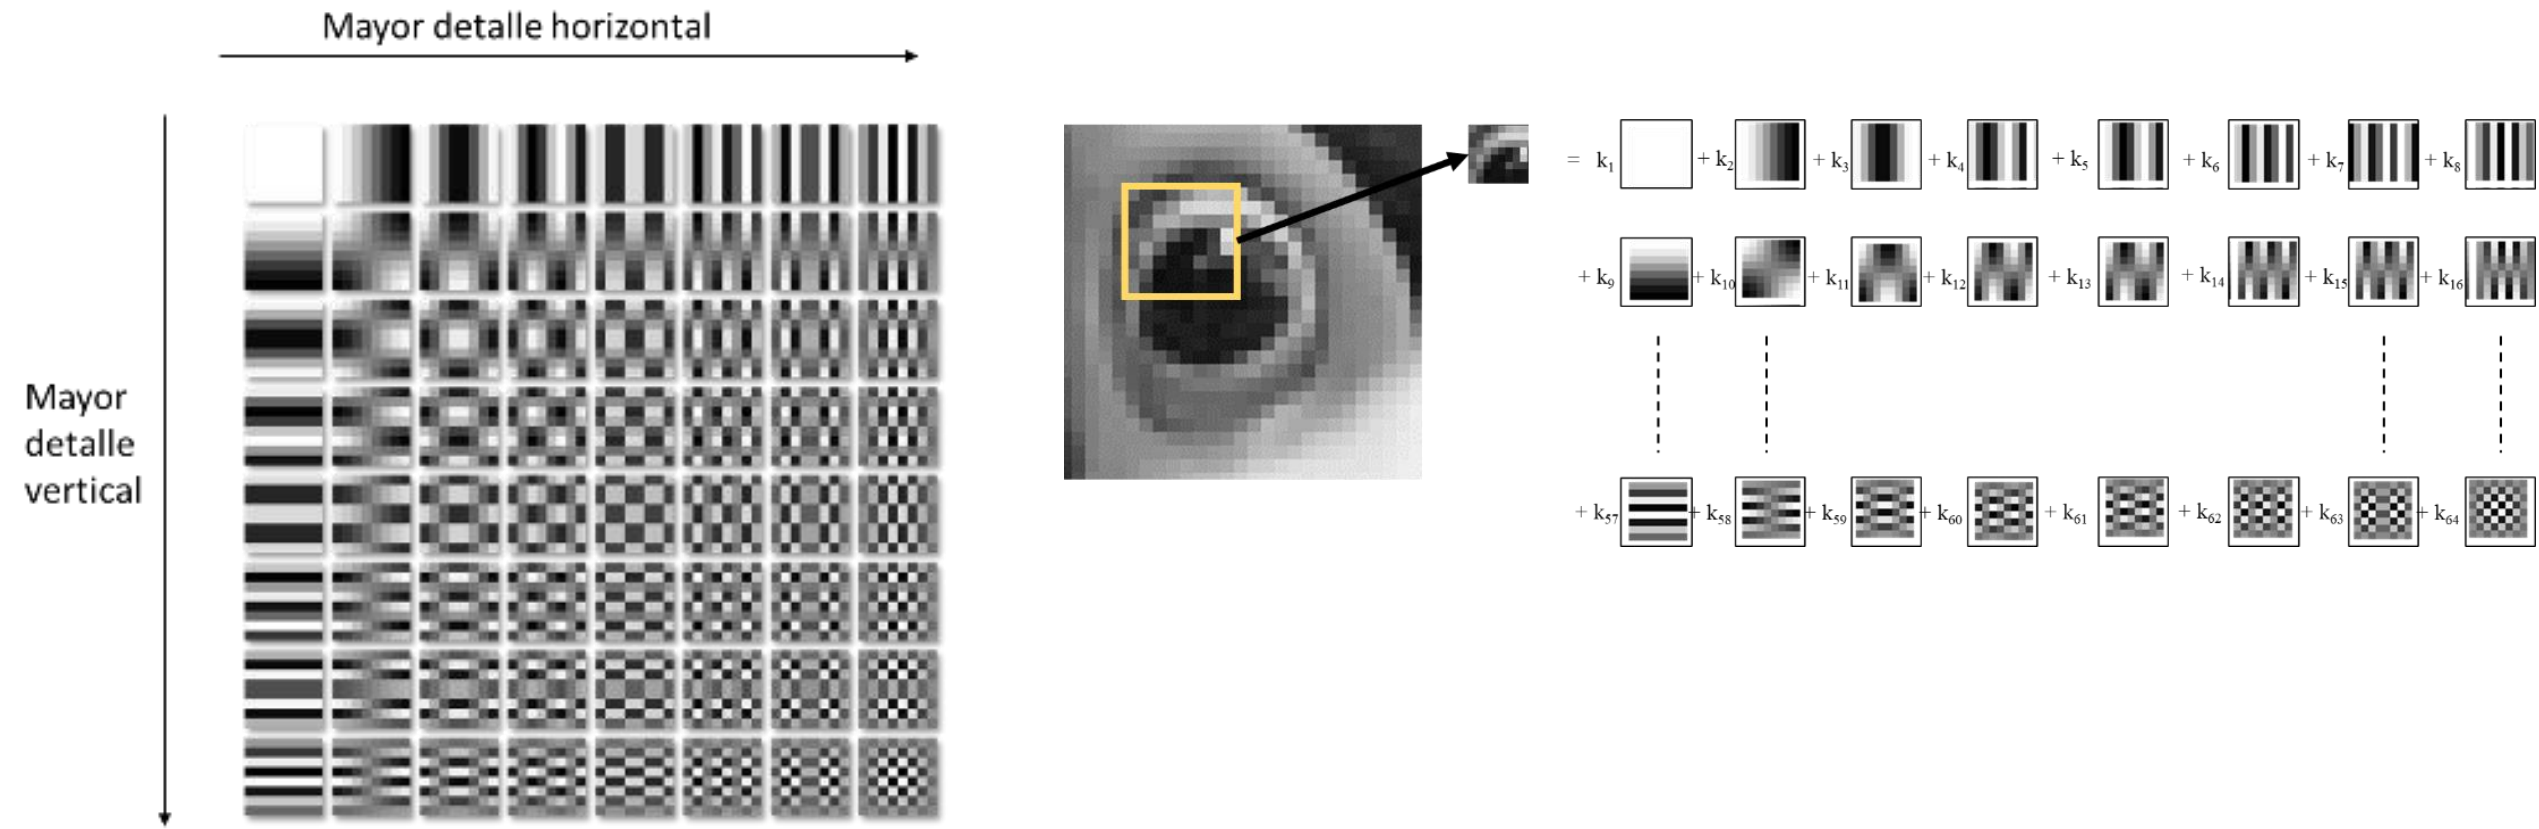 Mayor detalle horizontal
Mayor
detalle
vertical
= k1 + k2 + k3 + k4 + k5 + k6 + k7 + k8
+ k9 + k10 + k11 + k12 + k13 + k14 + k15 + k16
+ k57 + k58 + k59 + k60 + k61 + k62 + k63 + k64